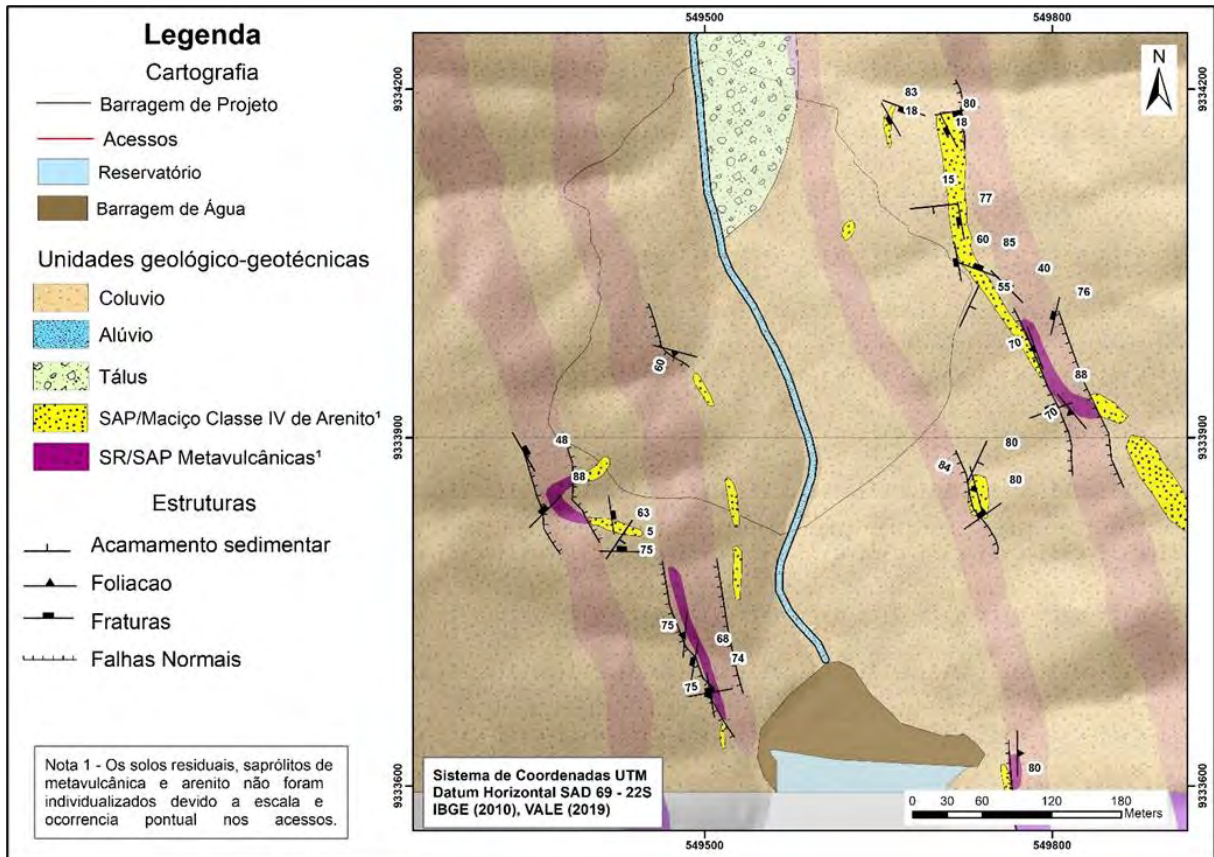 Legenda
Cartografia
Barragem de Projeto
Acessos
Reservatório
Barragem de Água
Unidades geológico-geotécnicas
Coluvio
Alúvio
Tálus
SAP/Maciço Classe IV de Arenito¹
SR/SAP Metavulcânicas¹
Estruturas
Acamamento sedimentar
Foliacao
Fraturas
Falhas Normais
Nota 1 - Os solos residuais, saprólitos de
metavulcânica e arenito não foram
individualizados devido a escala e
ocorrencia pontual nos acessos.
549500
549800
9334200
9334200
N
83
18
80
18
15
77
60
85
40
55
76
70
60
88
70
9333900
9333900
48
80
84
88
80
63
5
75
75
68
74
75
80
9333600
9333600
Sistema de Coordenadas UTM
Datum Horizontal SAD 69 - 22S
IBGE (2010), VALE (2019)
0 30 60 120 180
Meters
549500
549800